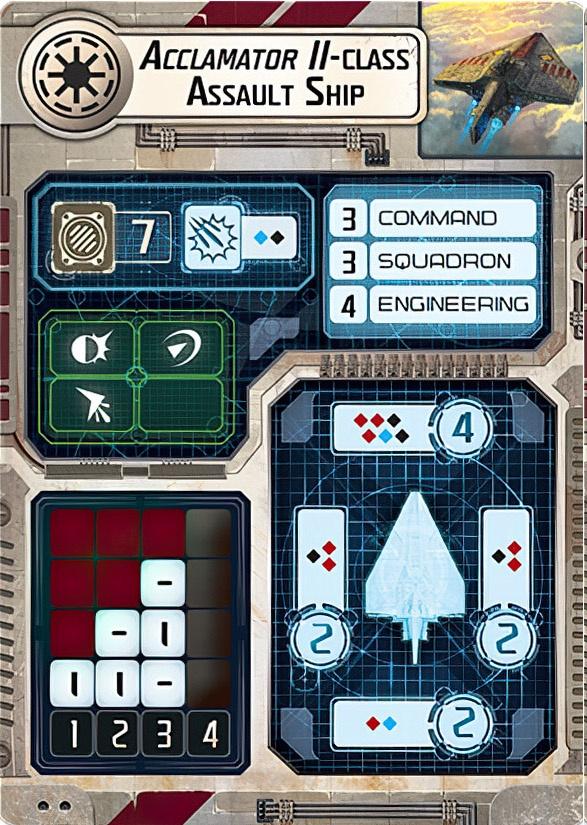 ACCLAMATOR II-CLASS
ASSAULT SHIP
7
3 COMMAND
3 SQUADRON
4 ENGINEERING
4
2
2
2
-
- I
I I -
1 2 3 4